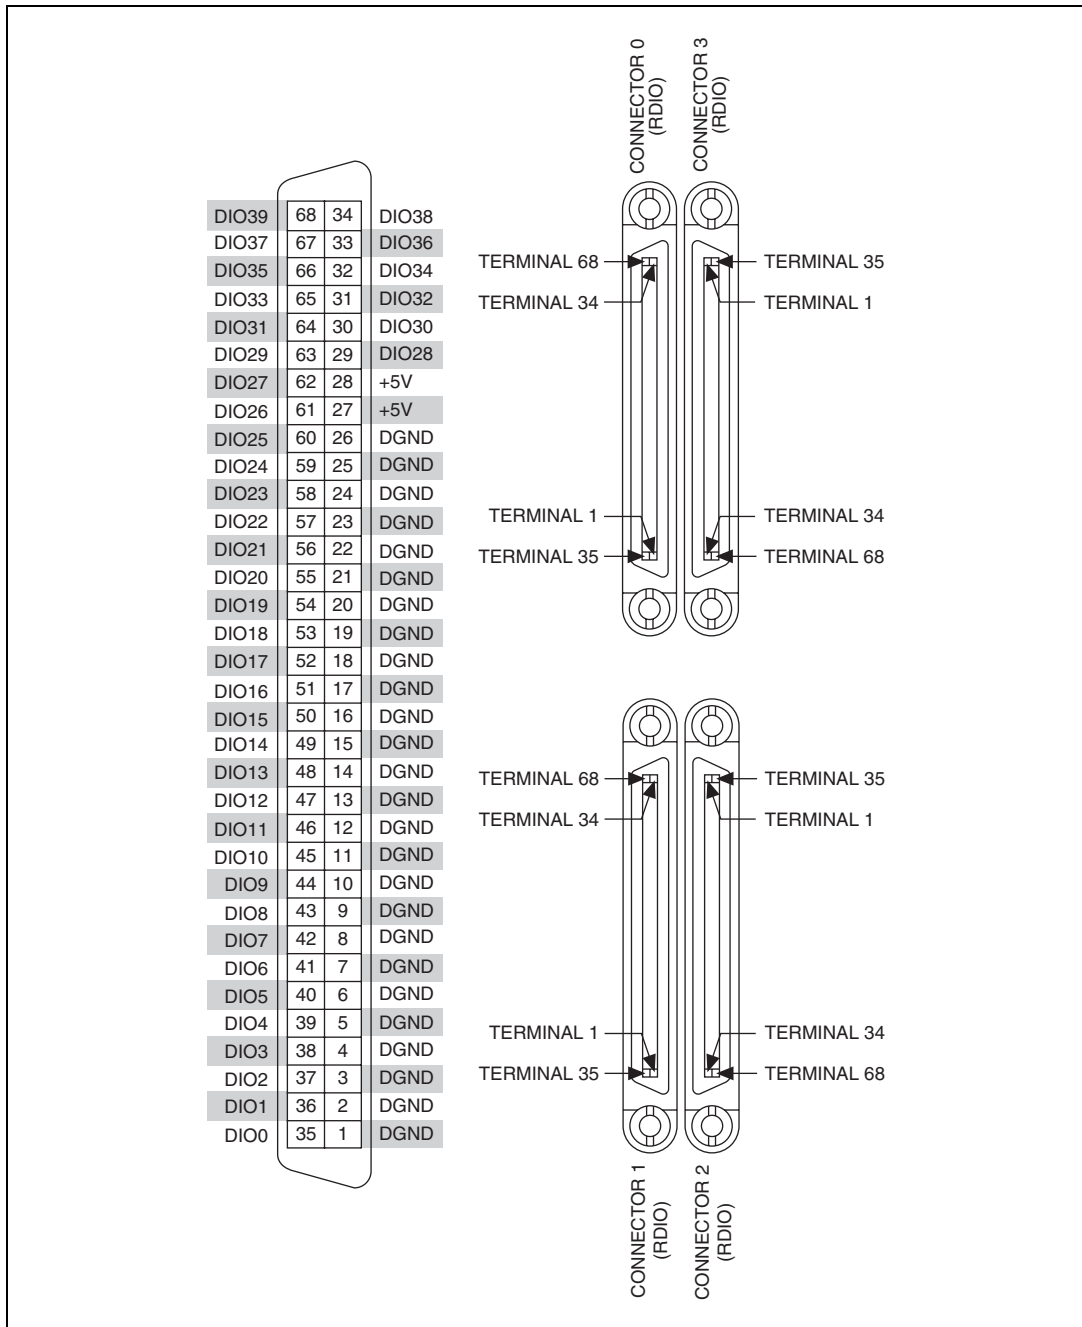 CONNECTOR 0
(RDIO)
CONNECTOR 3
(RDIO)
DIO39 68 34 DIO38
DIO37 67 33 DIO36
DIO35 66 32 DIO34
DIO33 65 31 DIO32
DIO31 64 30 DIO30
DIO29 63 29 DIO28
DIO27 62 28 +5V
DIO26 61 27 +5V
DIO25 60 26 DGND
DIO24 59 25 DGND
DIO23 58 24 DGND
DIO22 57 23 DGND
DIO21 56 22 DGND
DIO20 55 21 DGND
DIO19 54 20 DGND
DIO18 53 19 DGND
DIO17 52 18 DGND
DIO16 51 17 DGND
DIO15 50 16 DGND
DIO14 49 15 DGND
DIO13 48 14 DGND
DIO12 47 13 DGND
DIO11 46 12 DGND
DIO10 45 11 DGND
DIO9 44 10 DGND
DIO8 43 9 DGND
DIO7 42 8 DGND
DIO6 41 7 DGND
DIO5 40 6 DGND
DIO4 39 5 DGND
DIO3 38 4 DGND
DIO2 37 3 DGND
DIO1 36 2 DGND
DIO0 35 1 DGND
TERMINAL 68 TERMINAL 35
TERMINAL 34 TERMINAL 1
TERMINAL 1 TERMINAL 34
TERMINAL 35 TERMINAL 68
TERMINAL 68 TERMINAL 35
TERMINAL 34 TERMINAL 1
TERMINAL 1 TERMINAL 34
TERMINAL 35 TERMINAL 68
CONNECTOR 1
(RDIO)
CONNECTOR 2
(RDIO)